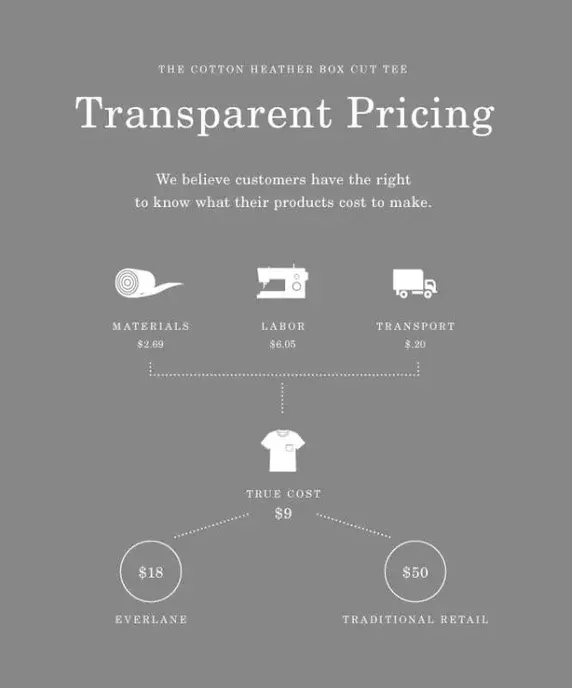 THE COTTON HEATHER BOX CUT TEE
Transparent Pricing
We believe customers have the right
to know what their products cost to make.
MATERIALS
$2.69
LABOR
$6.05
TRANSPORT
$.20
TRUE COST
$9
$18
EVERLANE
$50
TRADITIONAL RETAIL